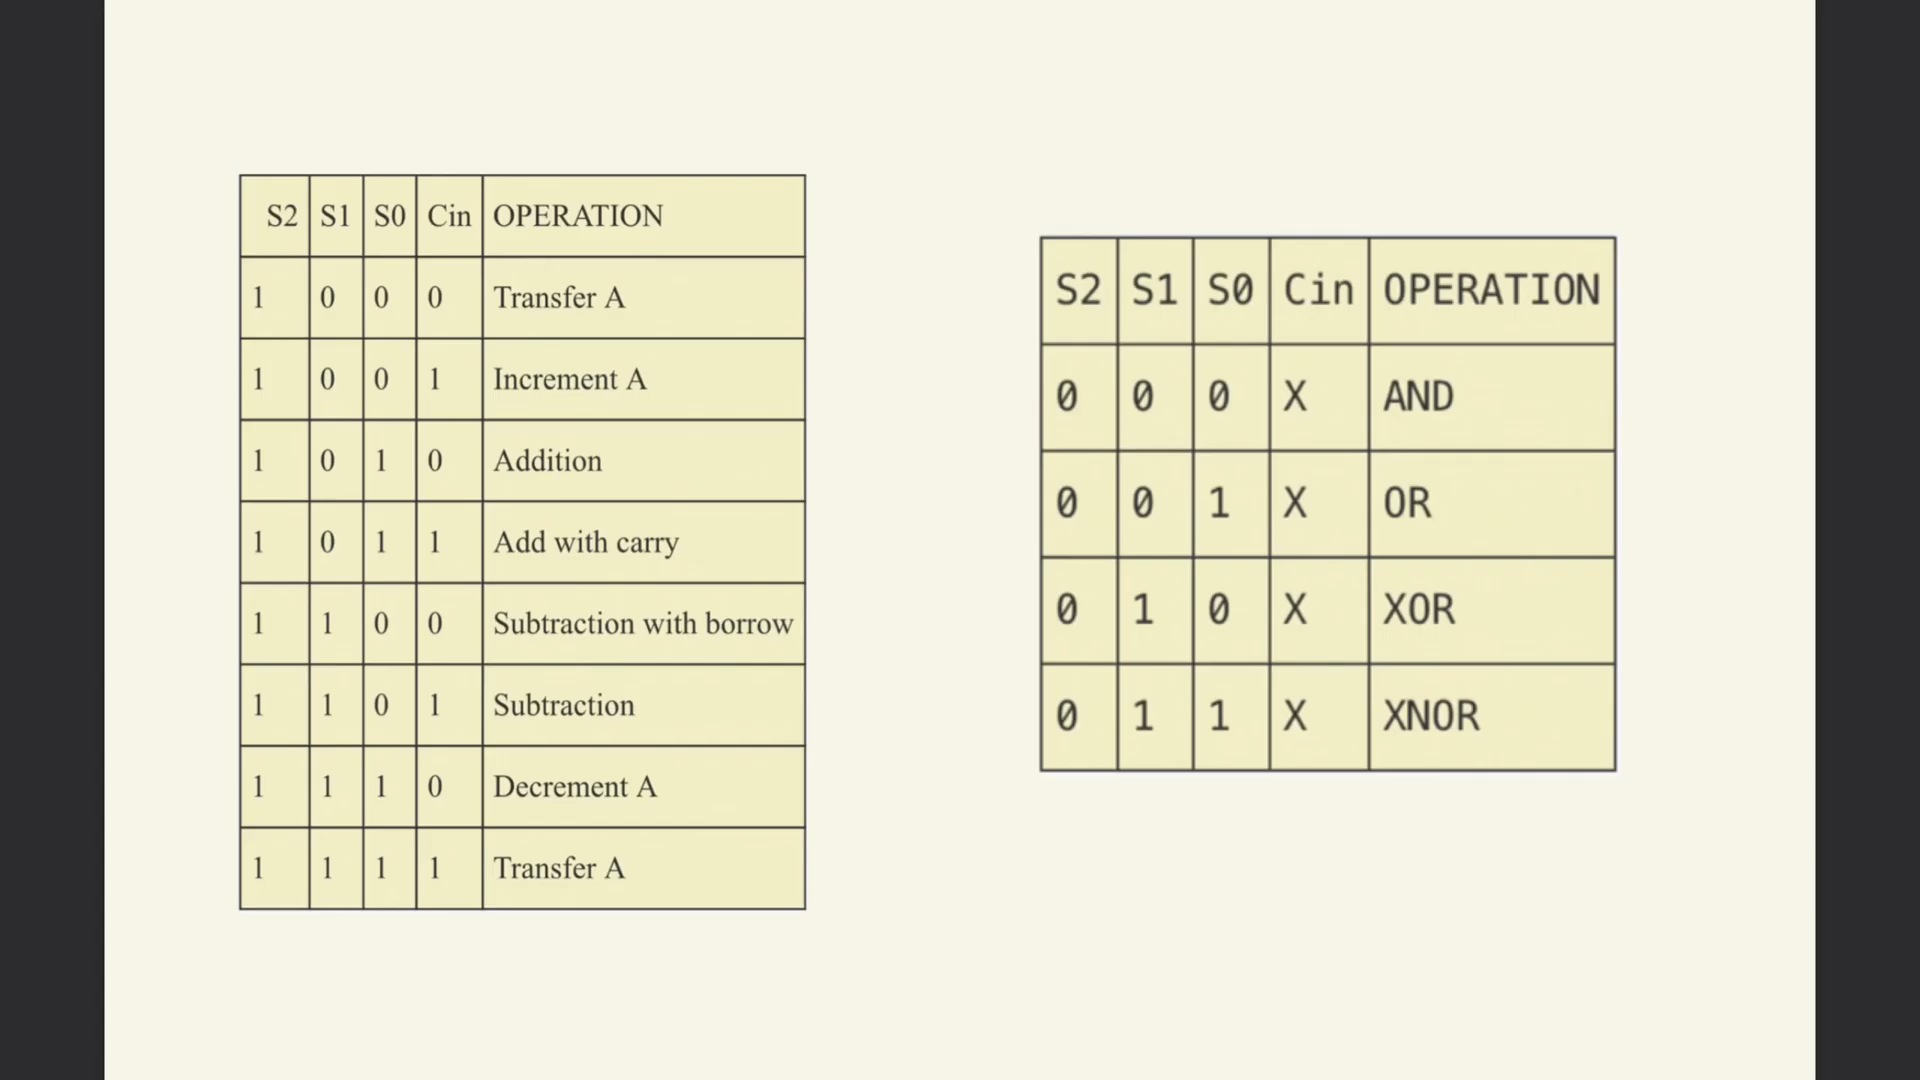 S2 S1 S0 Cin OPERATION
1 0 0 0 Transfer A
1 0 0 1 Increment A
1 0 1 0 Addition
1 0 1 1 Add with carry
1 1 0 0 Subtraction with borrow
1 1 0 1 Subtraction
1 1 1 0 Decrement A
1 1 1 1 Transfer A
S2 S1 S0 Cin OPERATION
0 0 0 X AND
0 0 1 X OR
0 1 0 X XOR
0 1 1 X XNOR